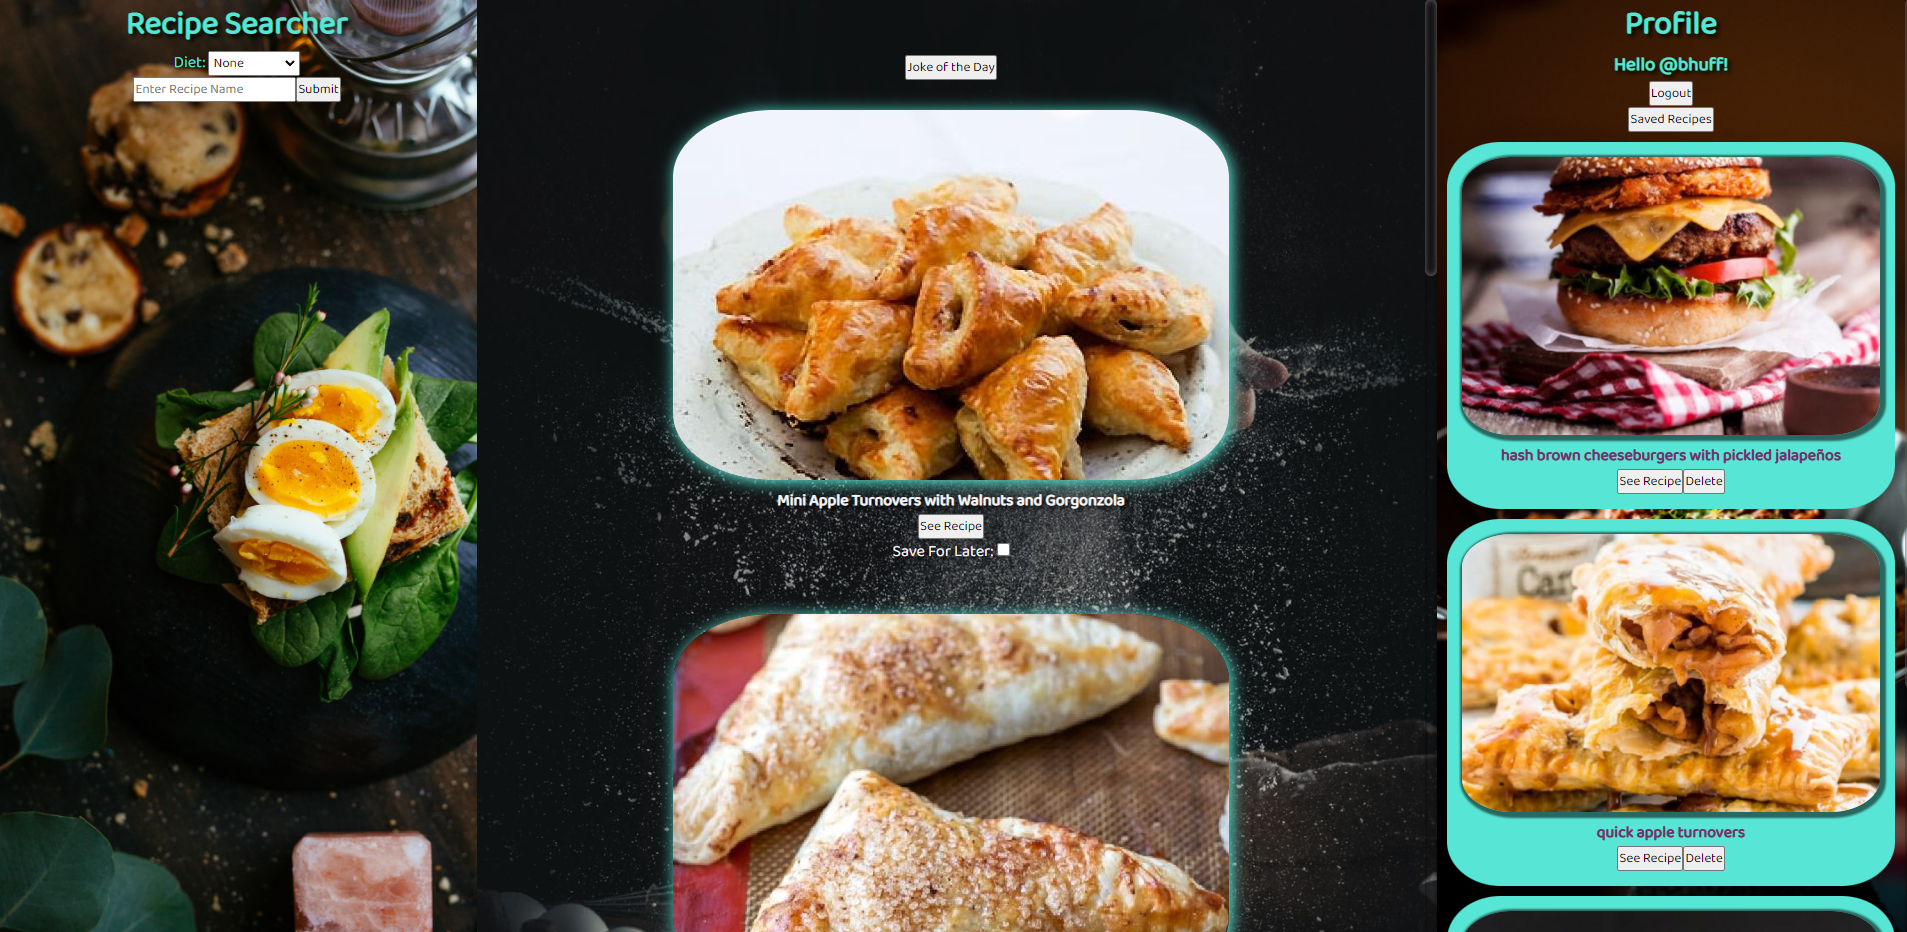 Recipe Searcher
Diet: None
Enter Recipe Name Submit
Joke of the Day
Mini Apple Turnovers with Walnuts and Gorgonzola
See Recipe
Save For Later:
Profile
Hello @bhuff!
Logout
Saved Recipes
hash brown cheeseburgers with pickled jalapeños
See Recipe Delete
quick apple turnovers
See Recipe Delete